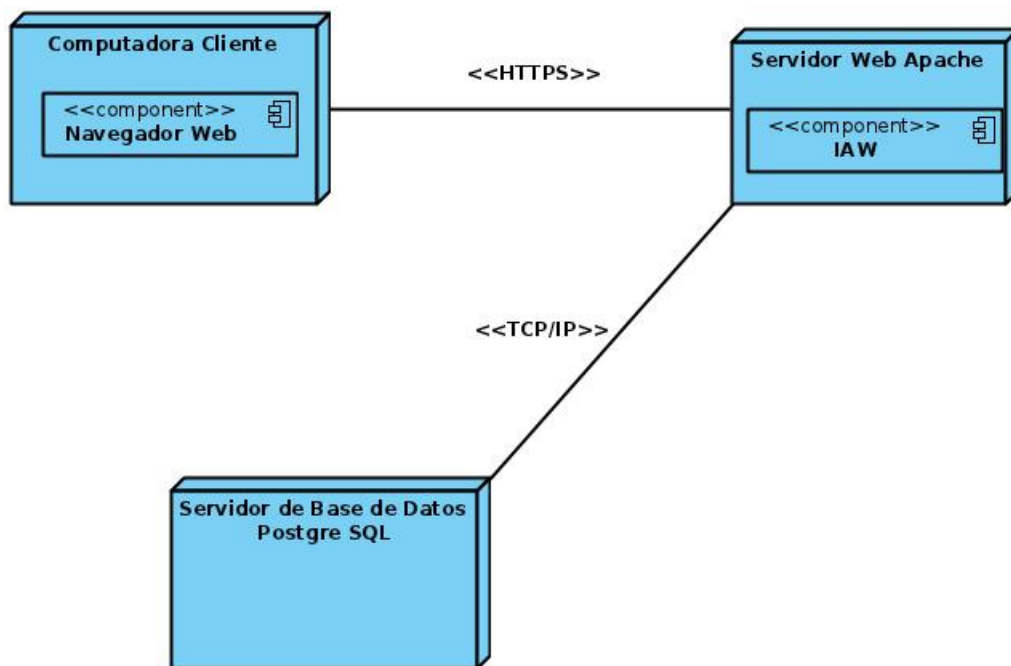 Computadora Cliente
<<component>>
Navegador Web
<<HTTPS>>
Servidor Web Apache
<<component>>
IAW
<<TCP/IP>>
Servidor de Base de Datos
Postgre SQL